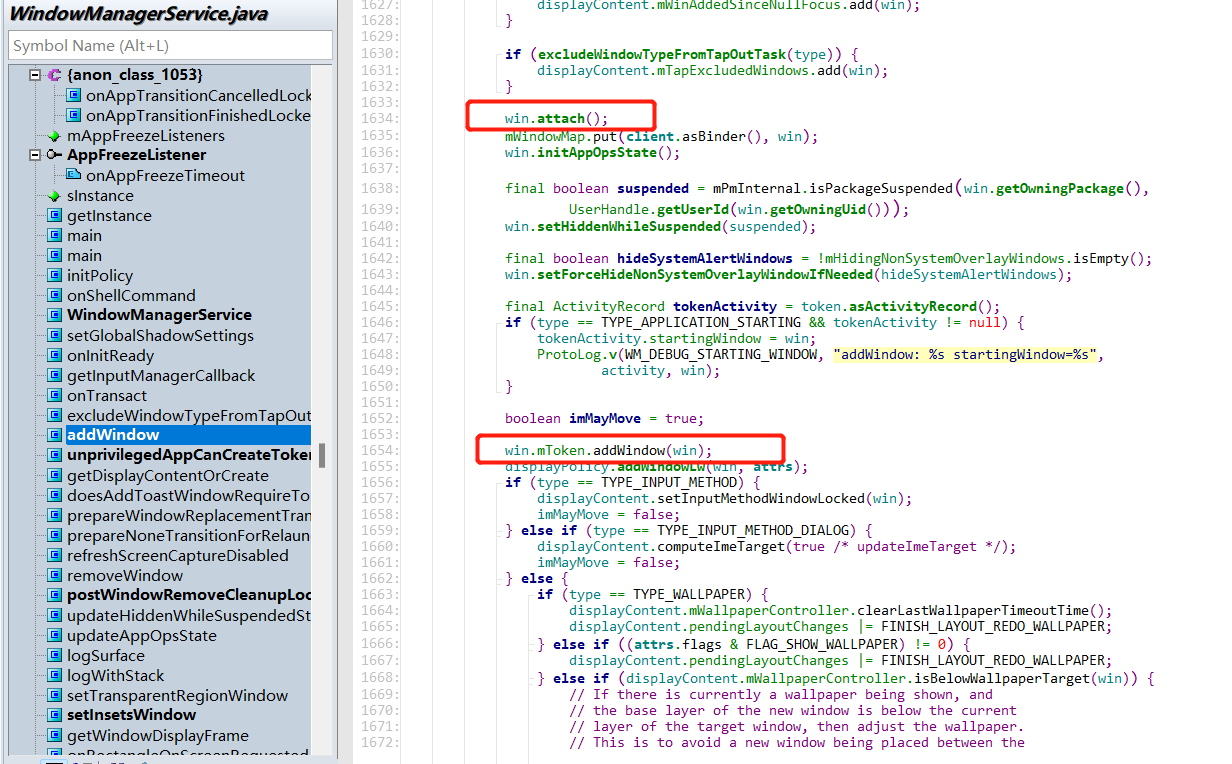 WindowManagerService.java
Symbol Name (Alt+L)
{anon_class_1053}
onAppTransitionCancelledLock
onAppTransitionFinishedLocke
mAppFreezeListeners
AppFreezeListener
onAppFreezeTimeout
sInstance
getInstance
main
main
initPolicy
onShellCommand
WindowManagerService
setGlobalShadowSettings
onInitReady
getInputManagerCallback
onTransact
excludeWindowTypeFromTapOut
addWindow
unprivilegedAppCanCreateToken
getDisplayContentOrCreate
doesAddToastWindowRequireTo
prepareWindowReplacementTran
prepareNoneTransitionForRelaun
refreshScreenCaptureDisabled
removeWindow
postWindowRemoveCleanupLoc
updateHiddenWhileSuspendedSt
updateAppOpsState
logSurface
logWithStack
setTransparentRegionWindow
setInsetsWindow
getWindowDisplayFrame
onRectangleOnScreenRequested
1627: displayContent.mWinAddedSinceNullFocus.add(win);
1628: }
1629:
1630: if (excludeWindowTypeFromTapOutTask(type)) {
1631: displayContent.mTapExcludedWindows.add(win);
1632: }
1633:
1634: win.attach();
1635: mWindowMap.put(client.asBinder(), win);
1636: win.initAppOpsState();
1637:
1638: final boolean suspended = mPmInternal.isPackageSuspended(win.getOwningPackage(),
1639: UserHandle.getUserId(win.getOwningUid()));
1640: win.setHiddenWhileSuspended(suspended);
1641:
1642: final boolean hideSystemAlertWindows = !mHidingNonSystemOverlayWindows.isEmpty();
1643: win.setForceHideNonSystemOverlayWindowIfNeeded(hideSystemAlertWindows);
1644:
1645: final ActivityRecord tokenActivity = token.asActivityRecord();
1646: if (type == TYPE_APPLICATION_STARTING && tokenActivity != null) {
1647: tokenActivity.startingWindow = win;
1648: ProtoLog.v(WM_DEBUG_STARTING_WINDOW, "addWindow: %s startingWindow=%s",
1649: activity, win);
1650: }
1651:
1652: boolean imMayMove = true;
1653:
1654: win.mToken.addWindow(win);
1655: displayPolicy.addWindowLw(win, attrs);
1656: if (type == TYPE_INPUT_METHOD) {
1657: displayContent.setInputMethodWindowLocked(win);
1658: imMayMove = false;
1659: } else if (type == TYPE_INPUT_METHOD_DIALOG) {
1660: displayContent.computeImeTarget(true /* updateImeTarget */);
1661: imMayMove = false;
1662: } else {
1663: if (type == TYPE_WALLPAPER) {
1664: displayContent.mWallpaperController.clearLastWallpaperTimeoutTime();
1665: displayContent.pendingLayoutChanges |= FINISH_LAYOUT_REDO_WALLPAPER;
1666: } else if ((attrs.flags & FLAG_SHOW_WALLPAPER) != 0) {
1667: displayContent.pendingLayoutChanges |= FINISH_LAYOUT_REDO_WALLPAPER;
1668: } else if (displayContent.mWallpaperController.isBelowWallpaperTarget(win)) {
1669: // If there is currently a wallpaper being shown, and
1670: // the base layer of the new window is below the current
1671: // layer of the target window, then adjust the wallpaper.
1672: // This is to avoid a new window being placed between the